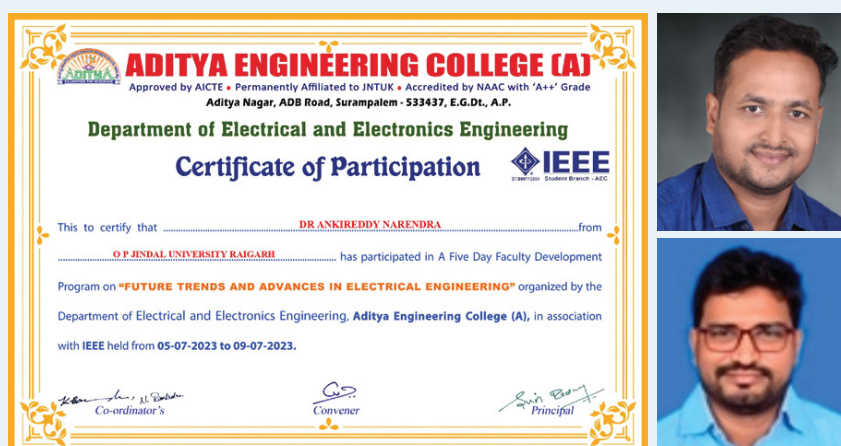 ADITYA
ADITYA ENGINEERING COLLEGE (A)
Approved by AICTE • Permanently Affiliated to JNTUK • Accredited by NAAC with 'A++' Grade
Aditya Nagar, ADB Road, Surampalem - 533437, E.G.Dt., A.P.
Department of Electrical and Electronics Engineering
Certificate of Participation
IEEE
Student Branch - AEC
This to certify that DR ANKIREDDY NARENDRA from
O P JINDAL UNIVERSITY RAIGARH has participated in A Five Day Faculty Development
Program on "FUTURE TRENDS AND ADVANCES IN ELECTRICAL ENGINEERING" organized by the
Department of Electrical and Electronics Engineering, Aditya Engineering College (A), in association
with IEEE held from 05-07-2023 to 09-07-2023.
Co-ordinator's
Convener
Principal